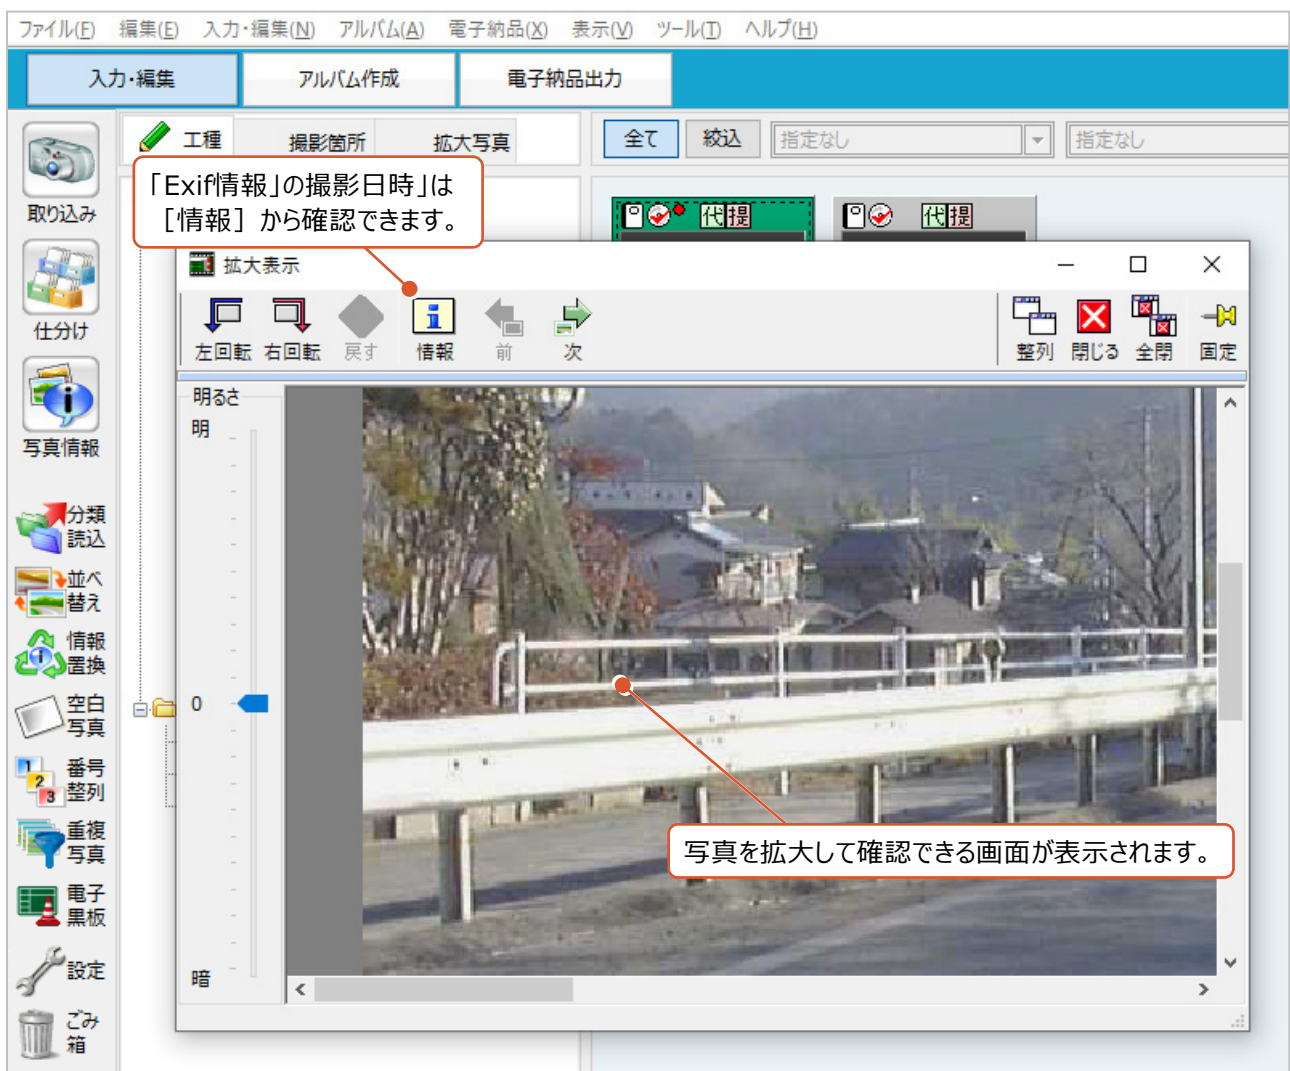 ファイル(F) 編集(E) 入力・編集(N) アルバム(A) 電子納品(X) 表示(V) ツール(T) ヘルプ(H)
入力・編集 アルバム作成 電子納品出力
工種 撮影箇所 拡大写真 全て 絞込 指定なし 指定なし
「Exif情報」の撮影日時」は
[情報] から確認できます。
代 提 代 提
拡大表示
左回転 右回転 戻す 情報 前 次 整列 閉じる 全閉 固定
明るさ
明
0
暗
写真を拡大して確認できる画面が表示されます。
取り込み
仕分け
写真情報
分類
読込
並べ
替え
情報
置換
空白
写真
1
2
3
番号
整列
重複
写真
電子
黒板
設定
ごみ
箱